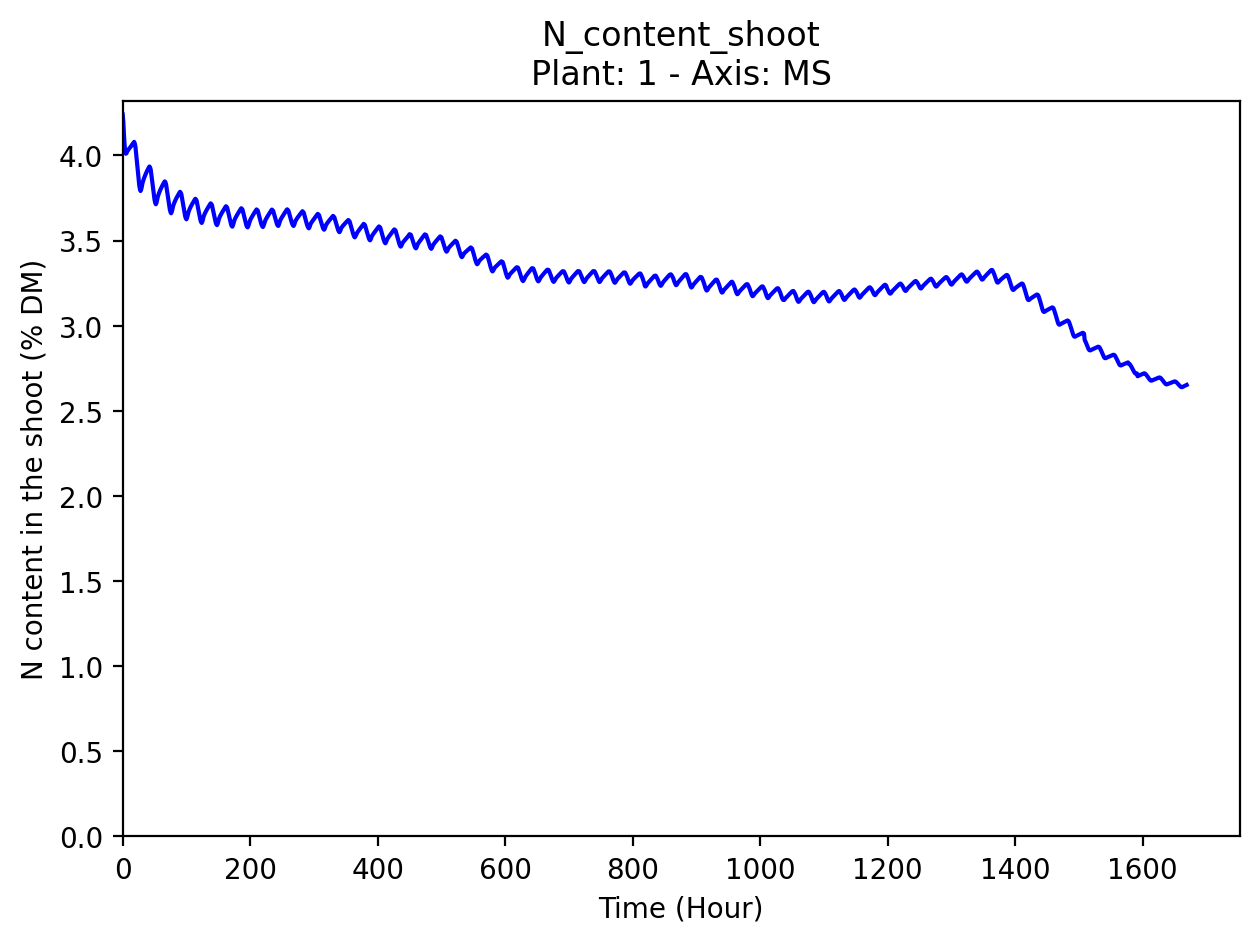 N_content_shoot
Plant: 1 - Axis: MS
N content in the shoot (% DM)
4.0
3.5
3.0
2.5
2.0
1.5
1.0
0.5
0.0
0 200 400 600 800 1000 1200 1400 1600
Time (Hour)